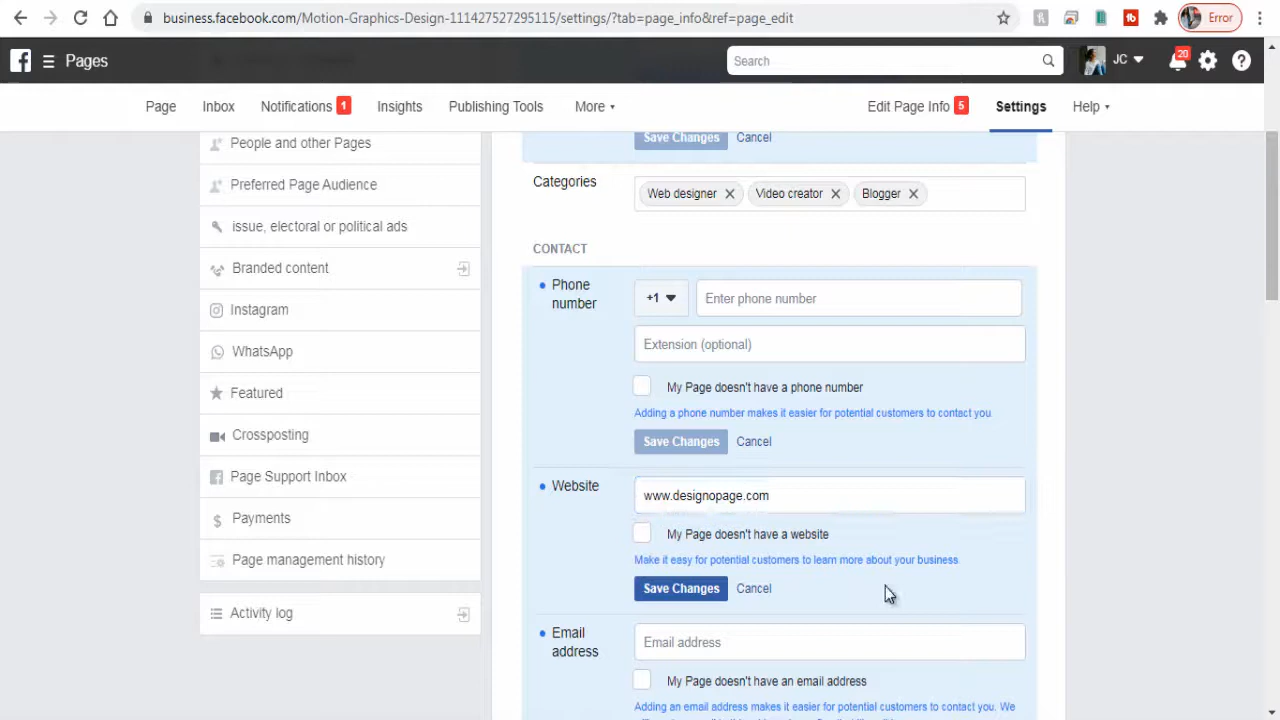 business.facebook.com/Motion-Graphics-Design-111427527295115/settings/?tab=page_info&ref=page_edit
Error
Pages
Search
JC
20
Page
Inbox
Notifications 1
Insights
Publishing Tools
More
Edit Page Info 5
Settings
Help
People and other Pages
Preferred Page Audience
issue, electoral or political ads
Branded content
Instagram
WhatsApp
Featured
Crossposting
Page Support Inbox
Payments
Page management history
Activity log
Save Changes Cancel
Categories
Web designer
Video creator
Blogger
CONTACT
Phone number
+1
Enter phone number
Extension (optional)
My Page doesn't have a phone number
Adding a phone number makes it easier for potential customers to contact you
Save Changes Cancel
Website
www.designopage.com
My Page doesn't have a website
Make it easy for potential customers to learn more about your business
Save Changes Cancel
Email address
Email address
My Page doesn't have an email address
Adding an email address makes it easier for potential customers to contact you. We